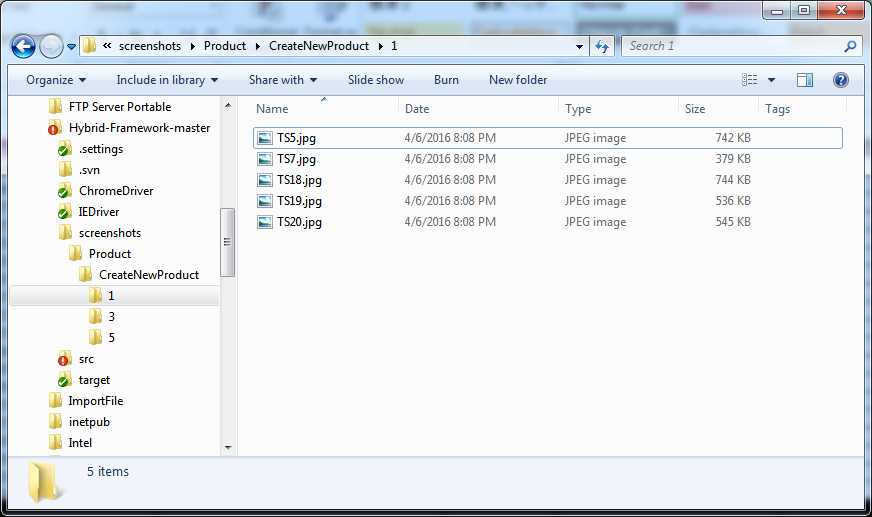 « screenshots ▸ Product ▸ CreateNewProduct ▸ 1
Search 1
Organize Include in library Share with Slide show Burn New folder
FTP Server Portable
Hybrid-Framework-master
.settings
.svn
ChromeDriver
IEDriver
screenshots
Product
CreateNewProduct
1
3
5
src
target
ImportFile
inetpub
Intel
Name Date Type Size Tags
TS5.jpg 4/6/2016 8:08 PM JPEG image 742 KB
TS7.jpg 4/6/2016 8:08 PM JPEG image 379 KB
TS18.jpg 4/6/2016 8:08 PM JPEG image 744 KB
TS19.jpg 4/6/2016 8:08 PM JPEG image 536 KB
TS20.jpg 4/6/2016 8:08 PM JPEG image 545 KB
5 items